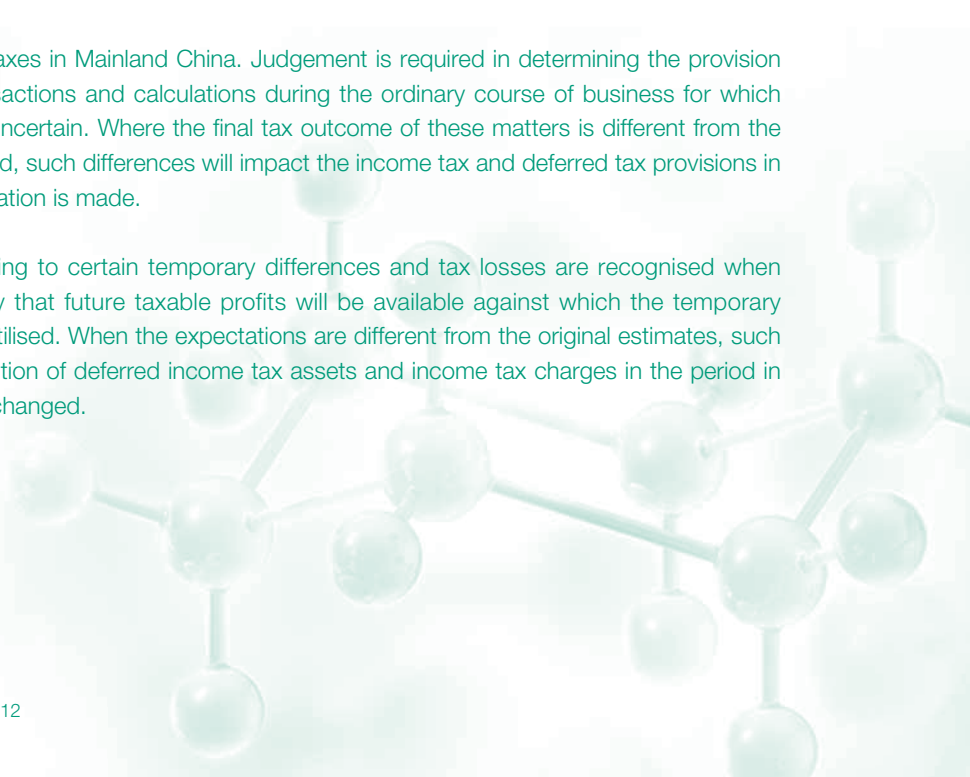 axes in Mainland China. Judgement is required in determining the provision
sactions and calculations during the ordinary course of business for which
ncertain. Where the final tax outcome of these matters is different from the
d, such differences will impact the income tax and deferred tax provisions in
ation is made.
ing to certain temporary differences and tax losses are recognised when
y that future taxable profits will be available against which the temporary
tilised. When the expectations are different from the original estimates, such
tion of deferred income tax assets and income tax charges in the period in
changed.
12